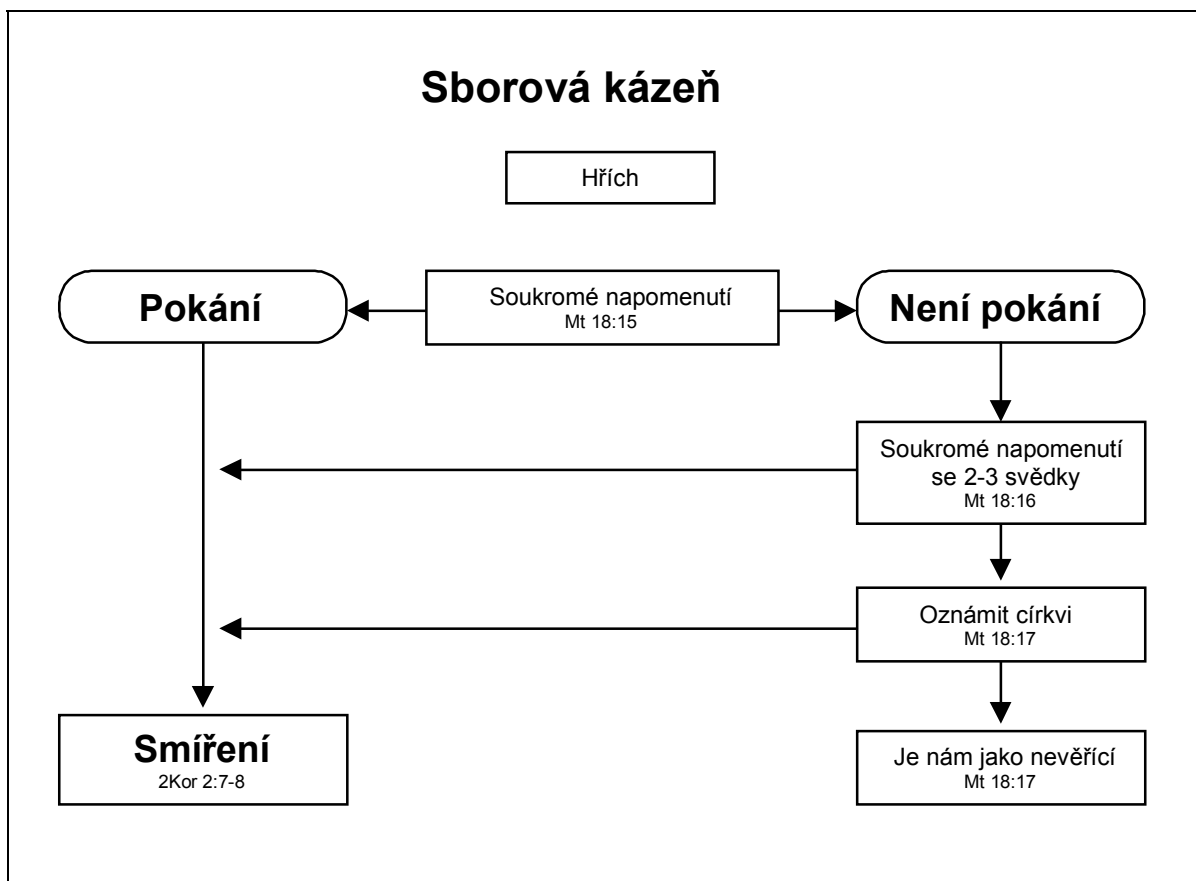 Sborová kázeň
Hřích
Pokání
Soukromé napomenutí
Mt 18:15
Není pokání
Soukromé napomenutí
se 2-3 svědky
Mt 18:16
Oznámit církvi
Mt 18:17
Smíření
2Kor 2:7-8
Je nám jako nevěřící
Mt 18:17